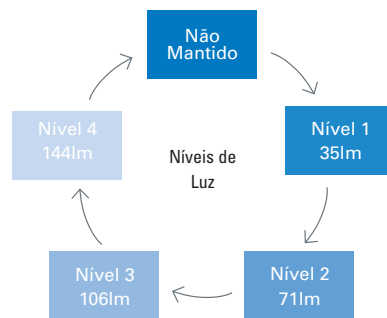 Não
Mantido
Nível 1
35lm
Nível 2
71lm
Nível 3
106lm
Nível 4
144lm
Níveis de
Luz